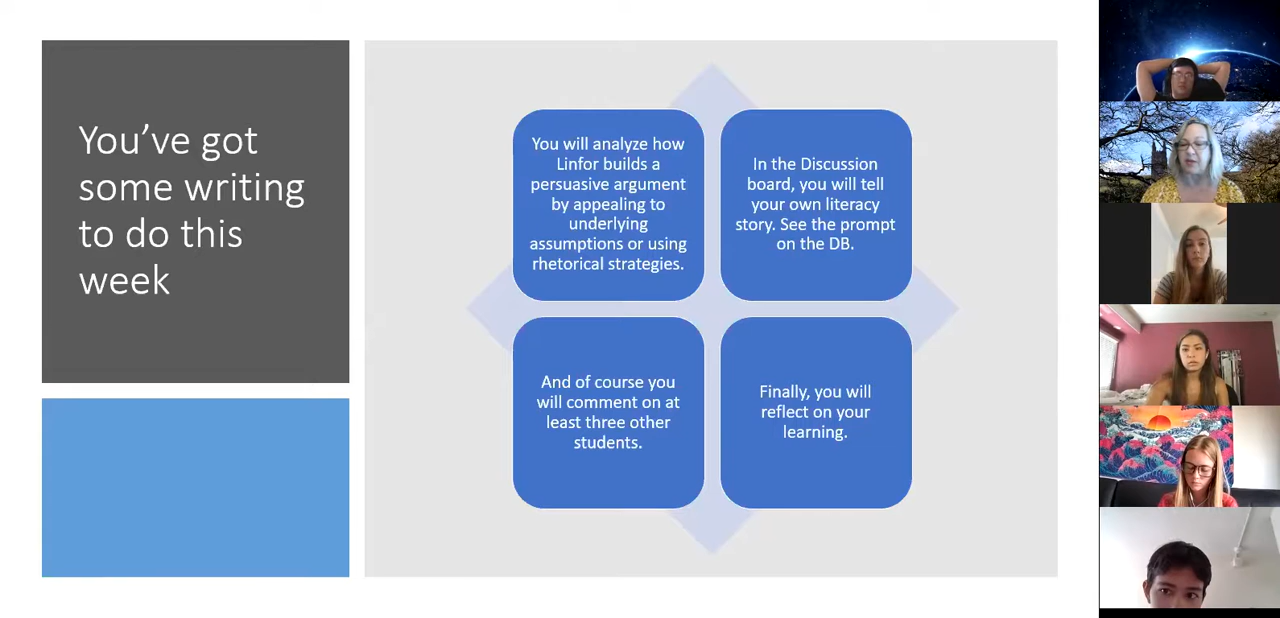 You’ve got
some writing
to do this
week
You will analyze how
Linfor builds a
persuasive argument
by appealing to
underlying
assumptions or using
rhetorical strategies.
In the Discussion
board, you will tell
your own literacy
story. See the prompt
on the DB.
And of course you
will comment on at
least three other
students.
Finally, you will
reflect on your
learning.